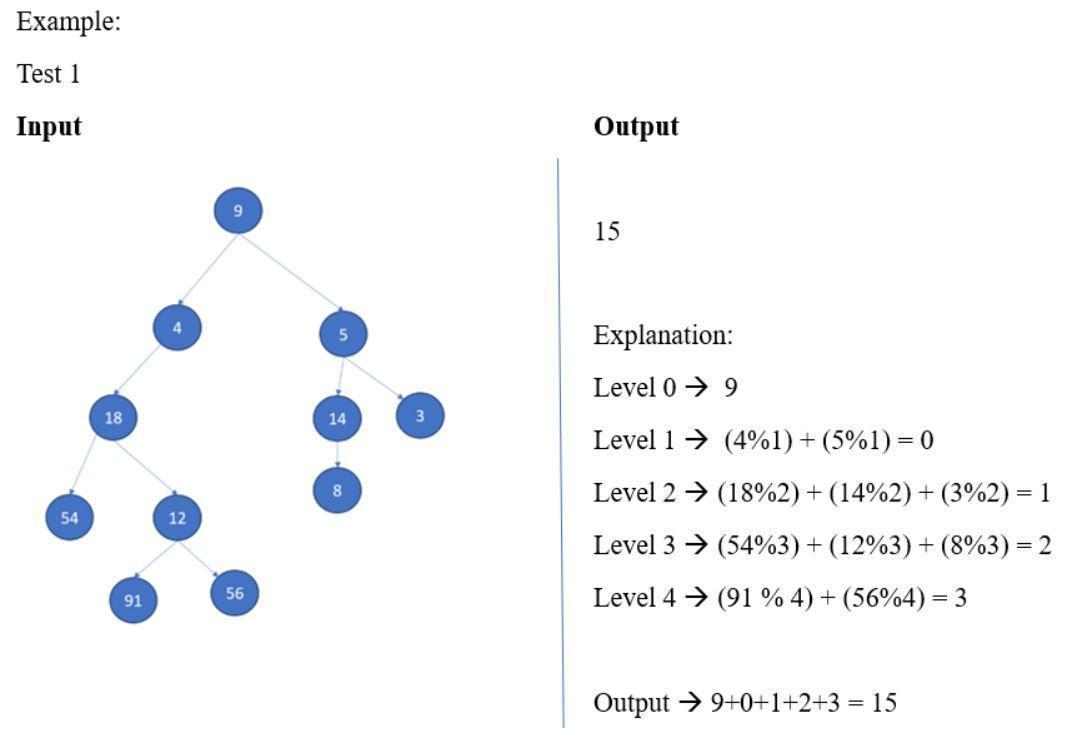 Example:
Test 1
Input
Output
9
4
5
18
14
3
8
54
12
91
56
15
Explanation:
Level 0 → 9
Level 1 → (4%1) + (5%1) = 0
Level 2 → (18%2) + (14%2) + (3%2) = 1
Level 3 → (54%3) + (12%3) + (8%3) = 2
Level 4 → (91 % 4) + (56%4) = 3
Output → 9+0+1+2+3 = 15